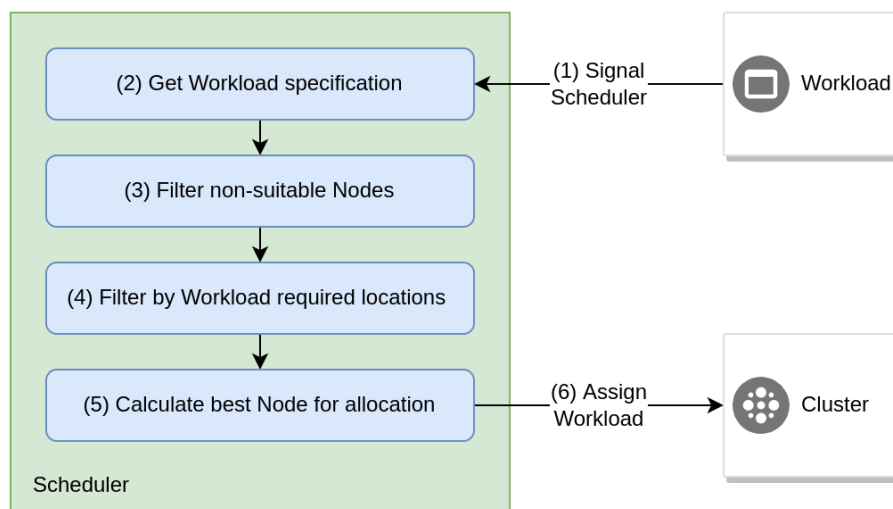 (2) Get Workload specification
(1) Signal
Scheduler
Workload
(3) Filter non-suitable Nodes
(4) Filter by Workload required locations
(5) Calculate best Node for allocation
(6) Assign
Workload
Cluster
Scheduler